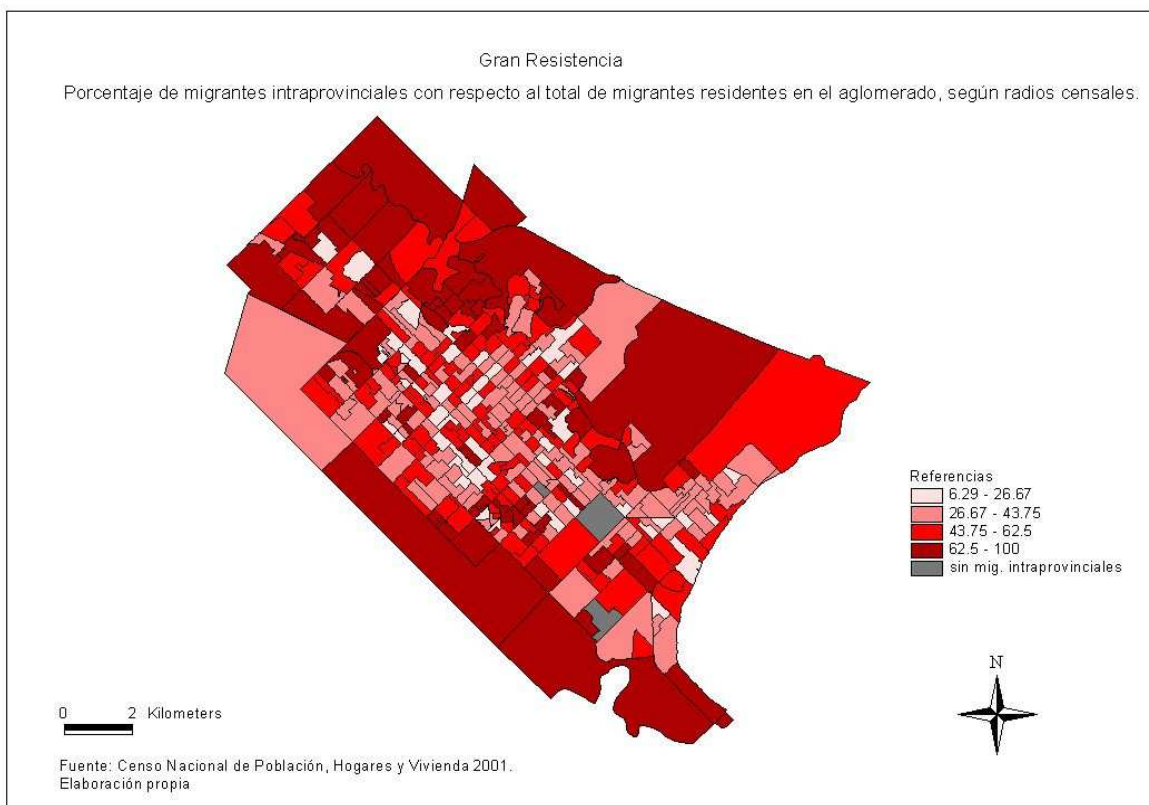 Gran Resistencia
Porcentaje de migrantes intraprovinciales con respecto al total de migrantes residentes en el aglomerado, según radios censales.
Referencias
6.29 - 26.67
26.67 - 43.75
43.75 - 62.5
62.5 - 100
sin mig. intraprovinciales
N
0 2 Kilometers
Fuente: Censo Nacional de Población, Hogares y Vivienda 2001.
Elaboración propia